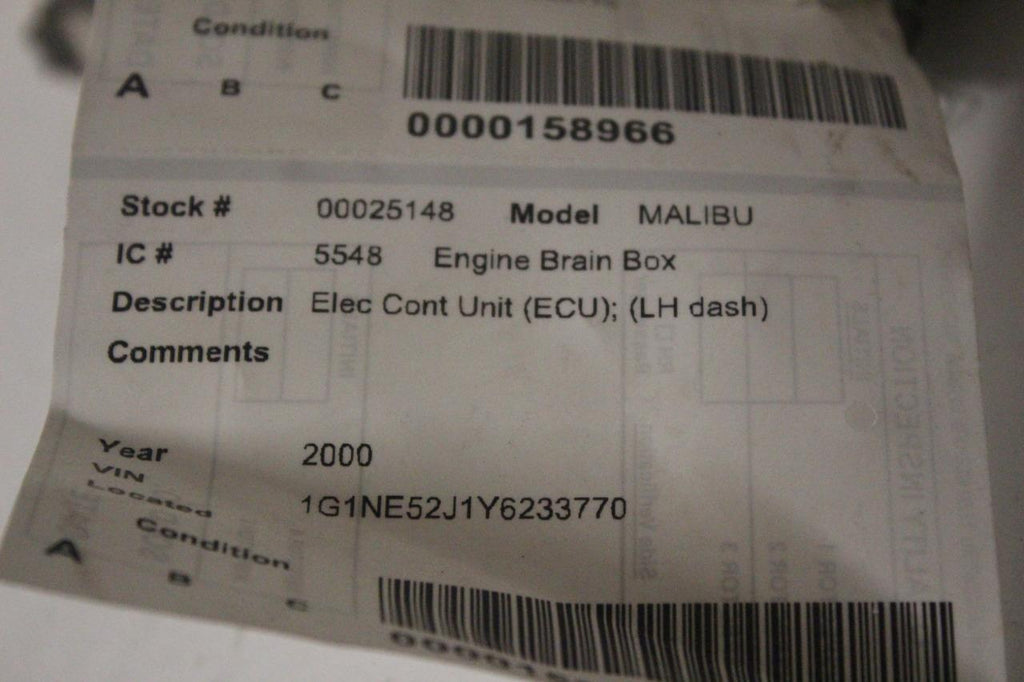 Condition
A B C
0000158966
Stock # 00025148 Model MALIBU
IC # 5548 Engine Brain Box
Description Elec Cont Unit (ECU); (LH dash)
Comments
Year 2000
VIN 1G1NE52J1Y6233770
Located
Condition
A B C